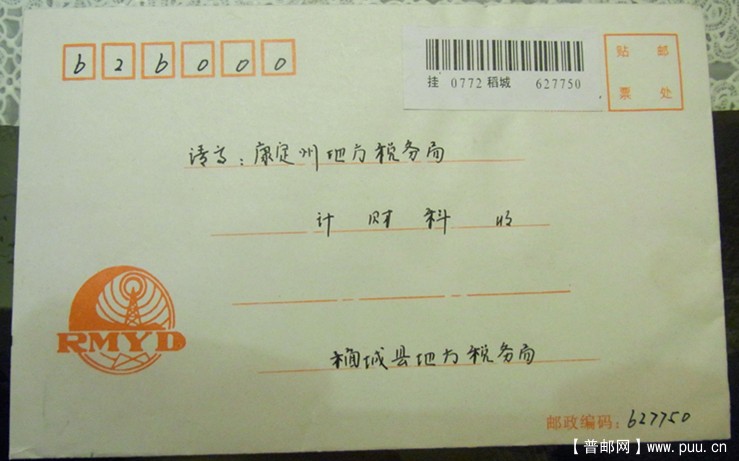 626000
挂 0772 稻城 627750
贴 邮
票 处
请寄:康定州地方税务局
计 财 科 收
RMYD
稻城县地方税务局
邮政编码:627750
【普邮网】www.puu.cn